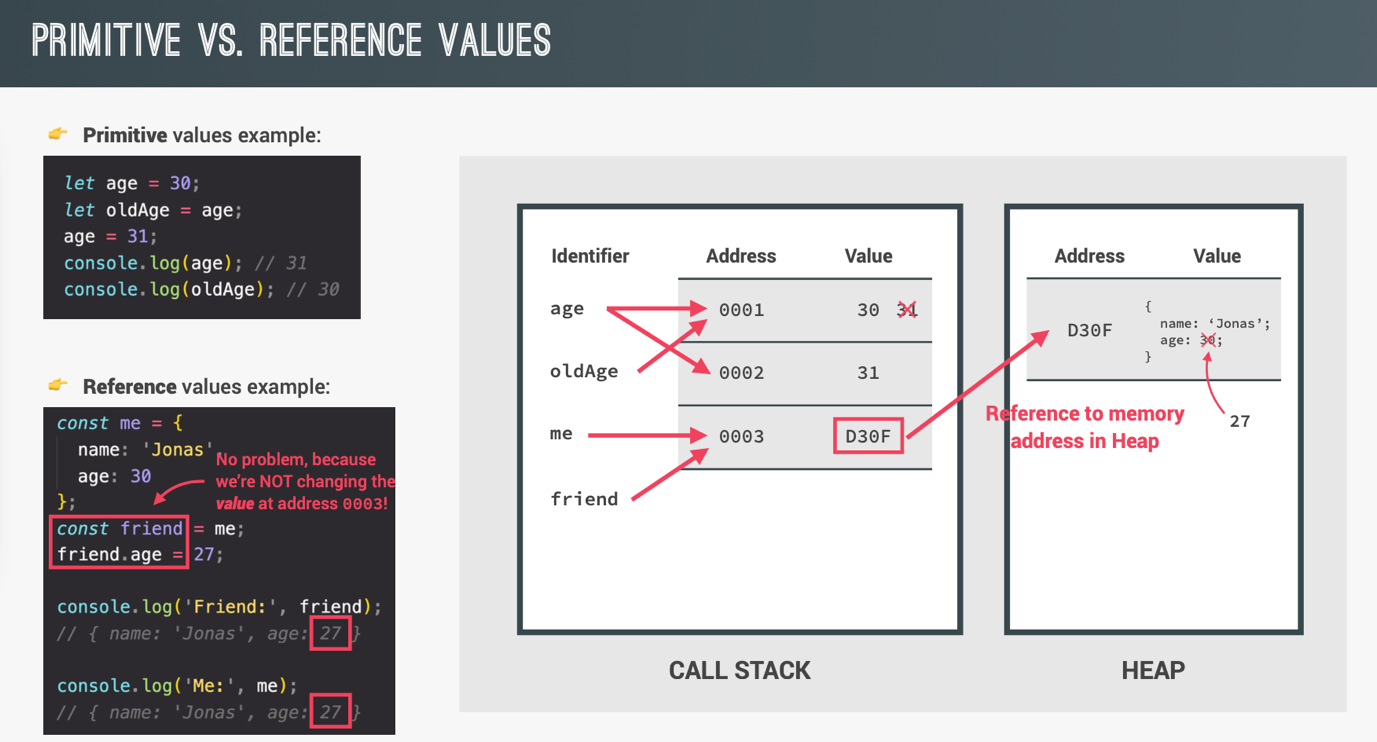 PRIMITIVE VS. REFERENCE VALUES
👉 Primitive values example:
let age = 30;
let oldAge = age;
age = 31;
console.log(age); // 31
console.log(oldAge); // 30
👉 Reference values example:
const me = {
name: 'Jonas'
age: 30
};
const friend = me;
friend.age = 27;
console.log('Friend:', friend);
// { name: 'Jonas', age: 27 }
console.log('Me:', me);
// { name: 'Jonas', age: 27 }
No problem, because
we're NOT changing the
value at address 0003!
Identifier Address Value
age 0001 30 31
oldAge 0002 31
me 0003 D30F
friend
CALL STACK
Address Value
D30F
{
name: ‘Jonas’;
age: 30;
}
27
Reference to memory
address in Heap
HEAP